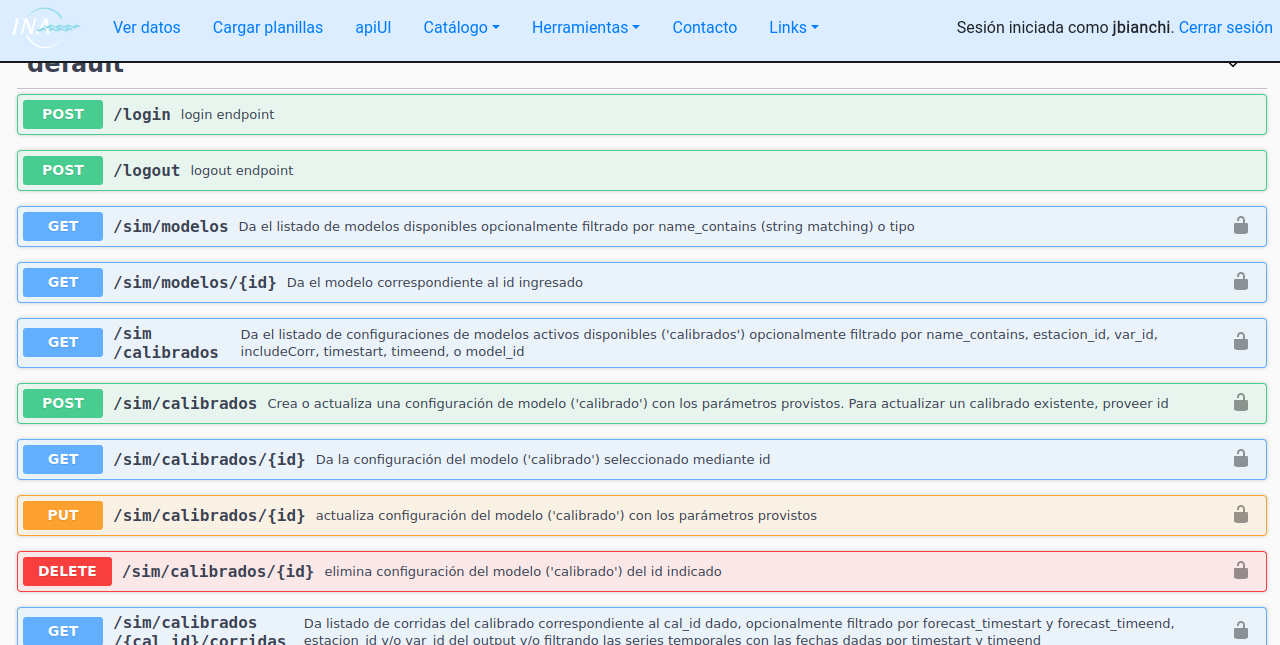 INA
Ver datos
Cargar planillas
apiUI
Catálogo
Herramientas
Contacto
Links
Sesión iniciada como jbianchi. Cerrar sesión
default
POST /login login endpoint
POST /logout logout endpoint
GET /sim/modelos Da el listado de modelos disponibles opcionalmente filtrado por name_contains (string matching) o tipo
GET /sim/modelos/{id} Da el modelo correspondiente al id ingresado
GET /sim
/calibrados
Da el listado de configuraciones de modelos activos disponibles ('calibrados') opcionalmente filtrado por name_contains, estacion_id, var_id,
includeCorr, timestart, timeend, o model_id
POST /sim/calibrados Crea o actualiza una configuración de modelo ('calibrado') con los parámetros provistos. Para actualizar un calibrado existente, proveer id
GET /sim/calibrados/{id} Da la configuración del modelo ('calibrado') seleccionado mediante id
PUT /sim/calibrados/{id} actualiza configuración del modelo ('calibrado') con los parámetros provistos
DELETE /sim/calibrados/{id} elimina configuración del modelo ('calibrado') del id indicado
GET /sim/calibrados
/{cal_id}/corridas
Da listado de corridas del calibrado correspondiente al cal_id dado, opcionalmente filtrado por forecast_timestart y forecast_timeend,
estacion_id y/o var_id del output y/o filtrando las series temporales con las fechas dadas por timestart y timeend